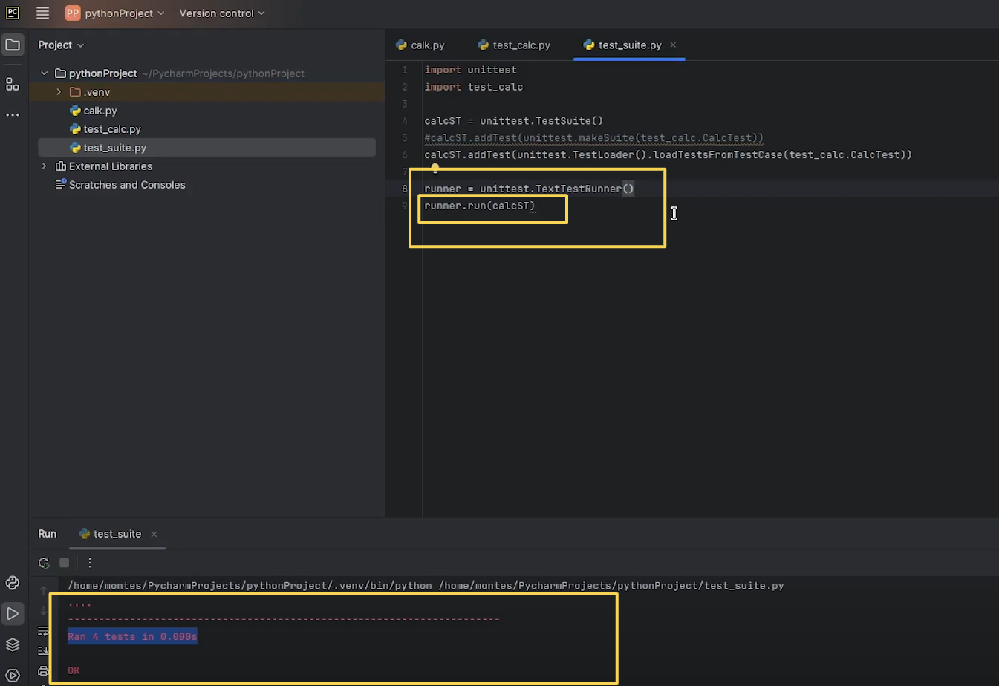 PC
PP pythonProject Version control
Project
pythonProject ~/PycharmProjects/pythonProject
.venv
calk.py
test_calc.py
test_suite.py
External Libraries
Scratches and Consoles
calk.py test_calc.py test_suite.py
1 import unittest
2 import test_calc
3
4 calcST = unittest.TestSuite()
5 #calcST.addTest(unittest.makeSuite(test_calc.CalcTest))
6 calcST.addTest(unittest.TestLoader().loadTestsFromTestCase(test_calc.CalcTest))
7
8 runner = unittest.TextTestRunner()
9 runner.run(calcST)
Run test_suite
/home/montes/PycharmProjects/pythonProject/.venv/bin/python /home/montes/PycharmProjects/pythonProject/test_suite.py
....
----------------------------------------------------------------------
Ran 4 tests in 0.000s
OK